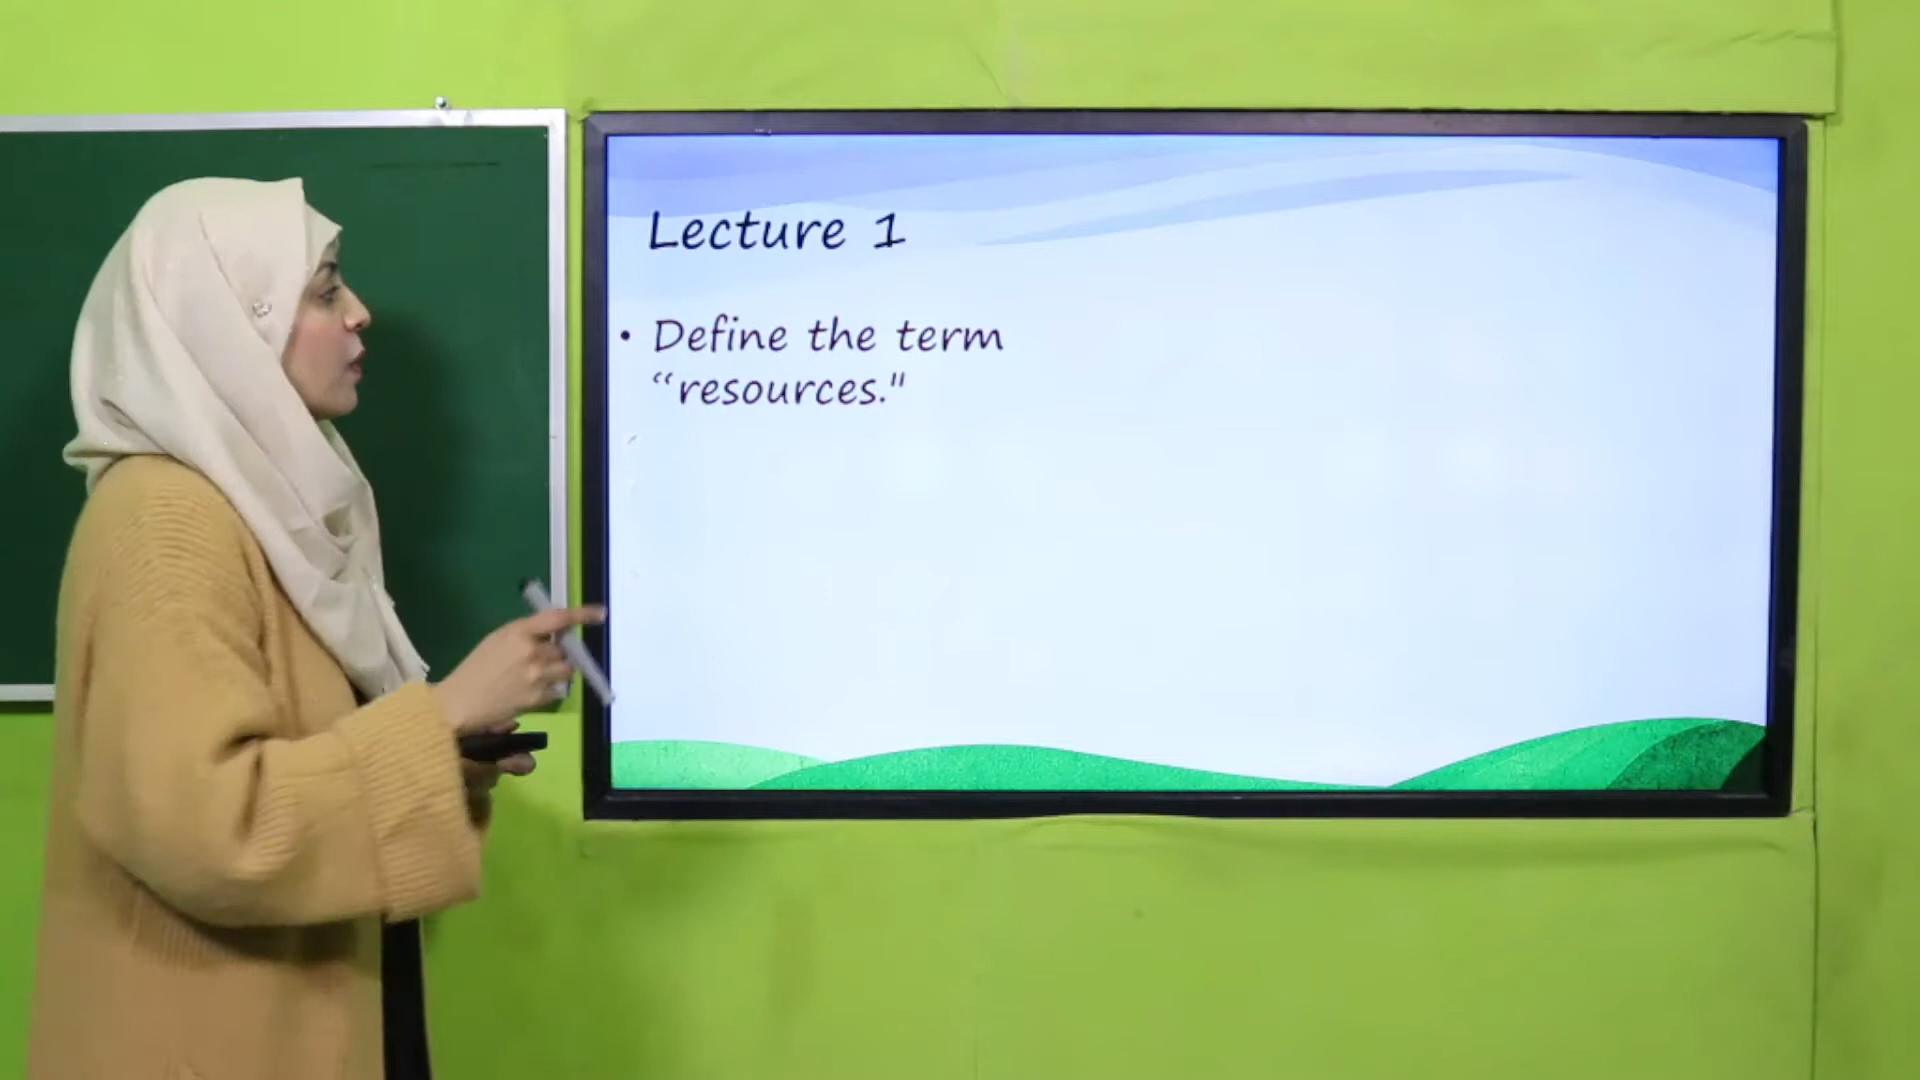 Lecture 1
• Define the term
“resources."